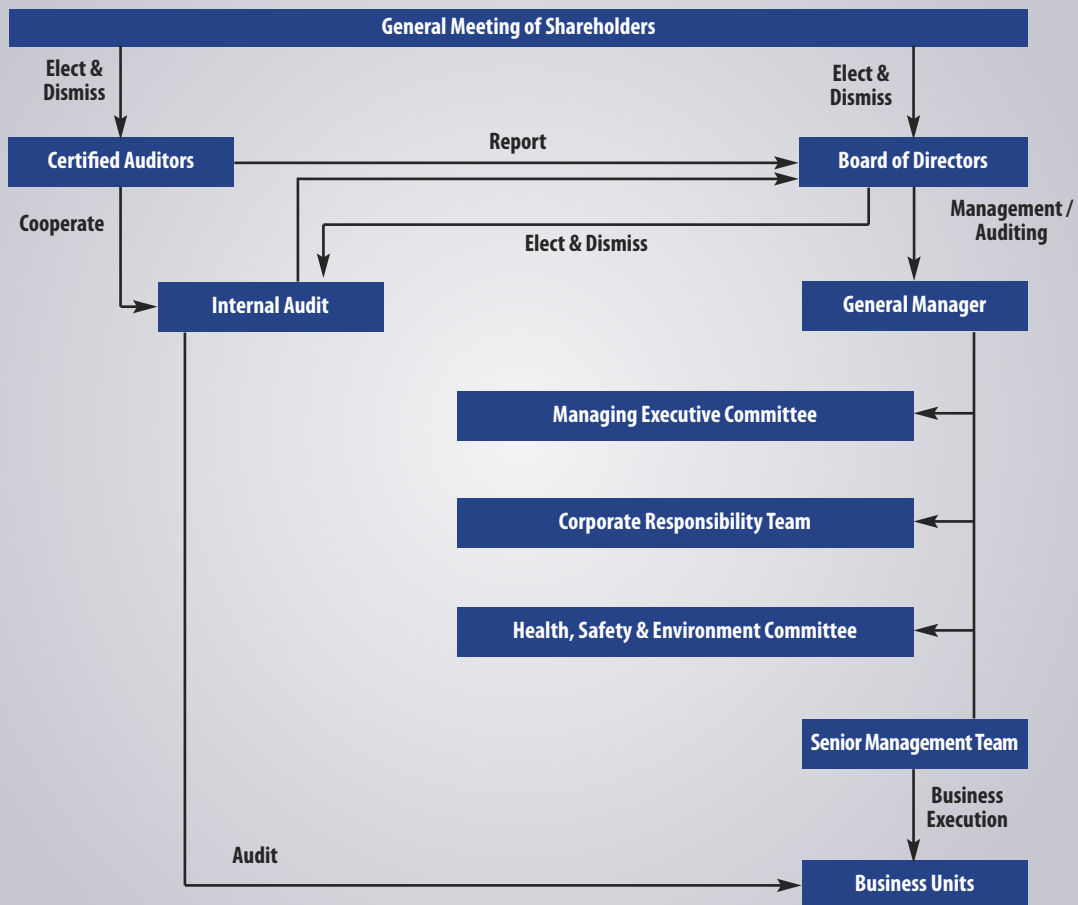 General Meeting of Shareholders
Elect &
Dismiss
Elect &
Dismiss
Certified Auditors
Report
Board of Directors
Cooperate
Elect & Dismiss
Management /
Auditing
Internal Audit
General Manager
Managing Executive Committee
Corporate Responsibility Team
Health, Safety & Environment Committee
Senior Management Team
Business
Execution
Audit
Business Units